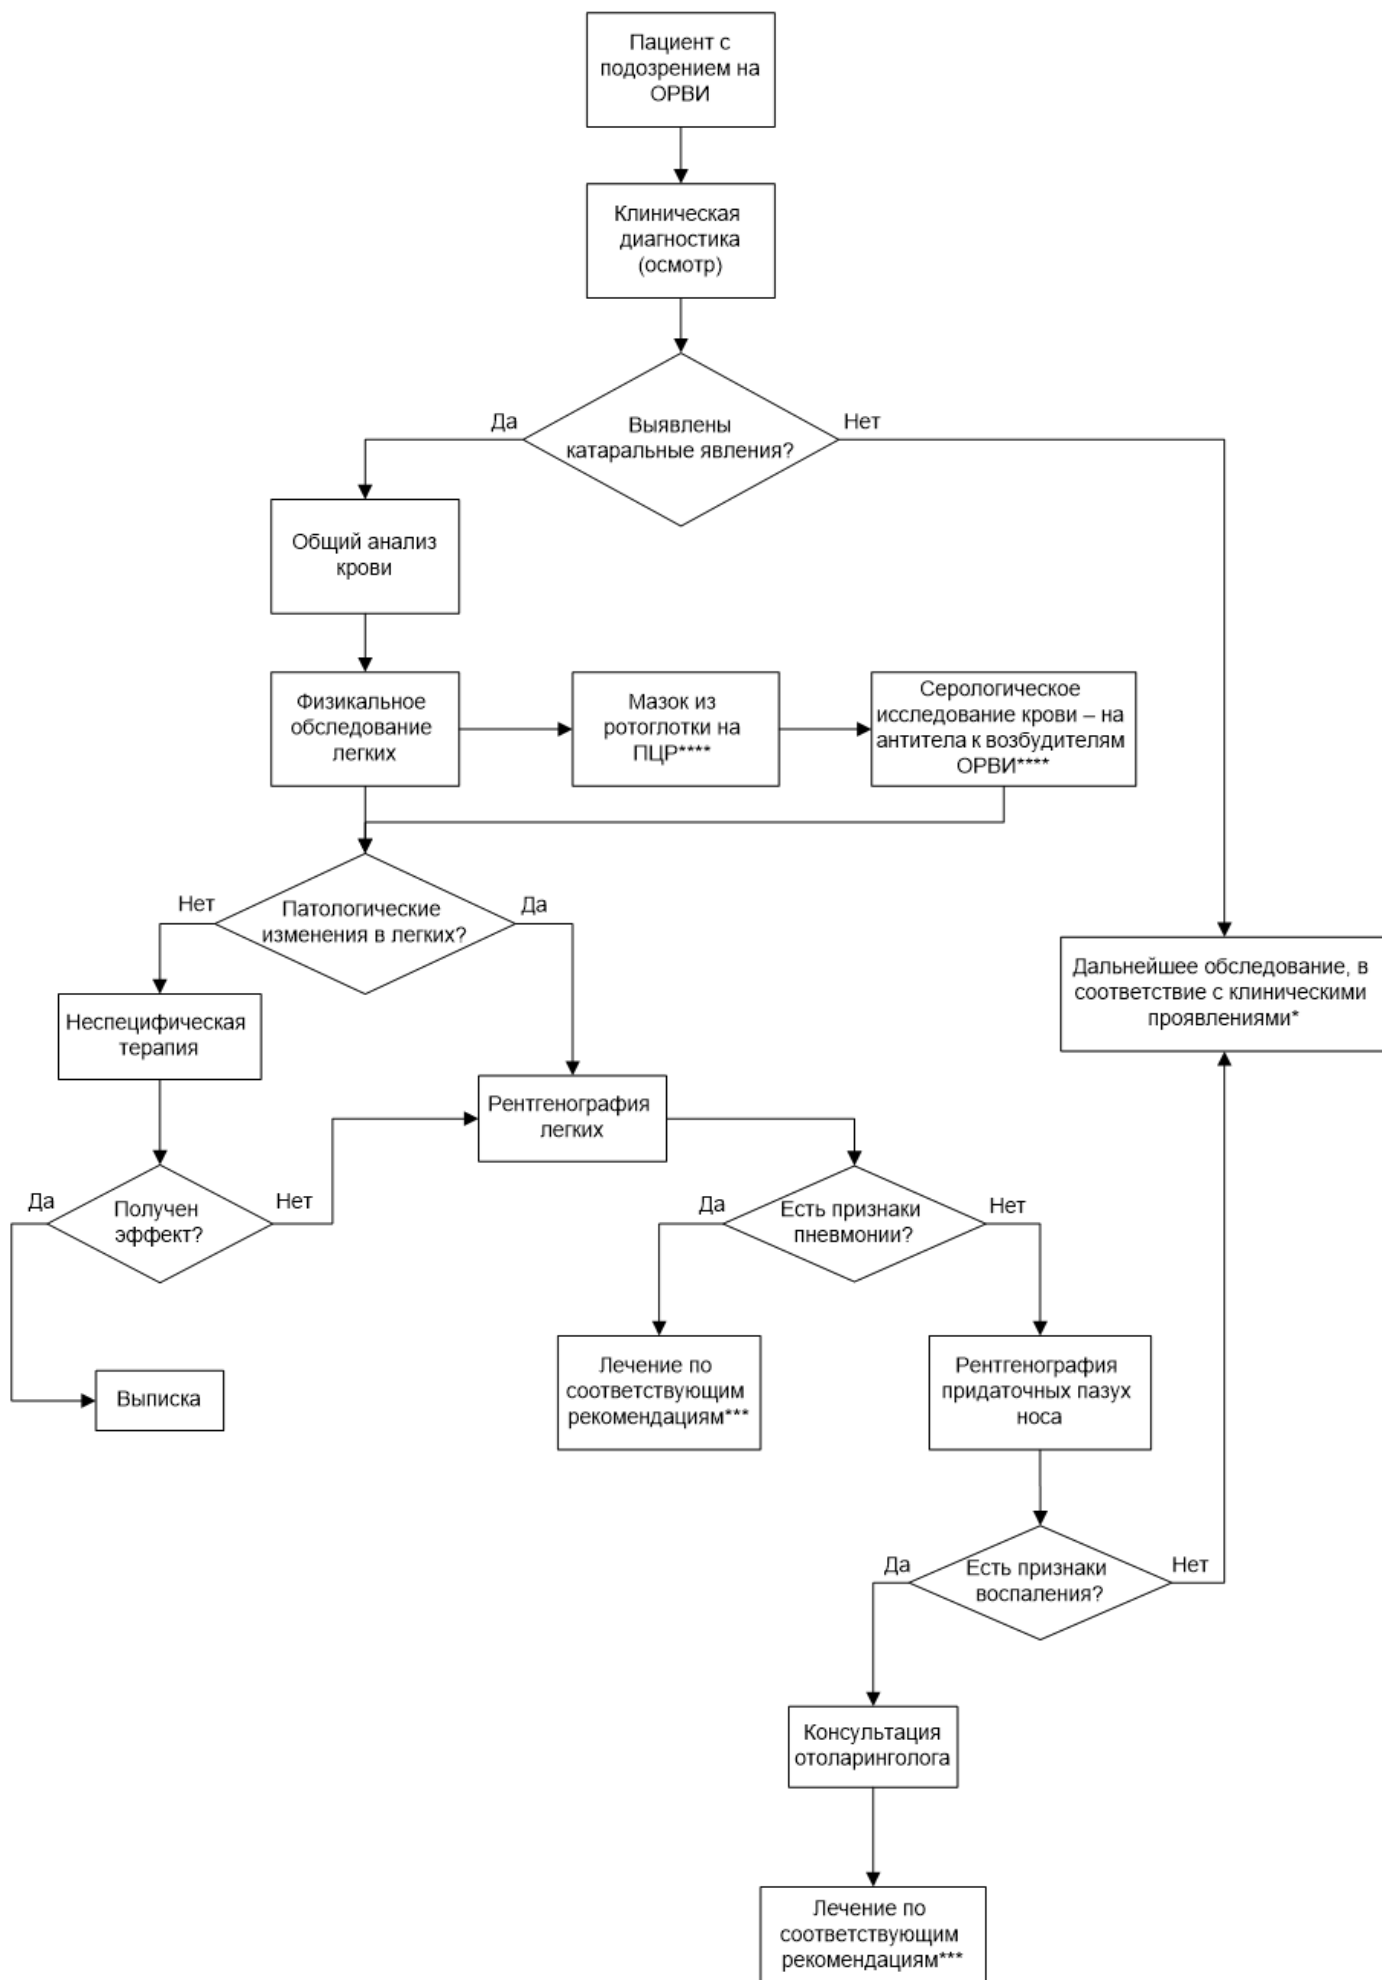 Пациент с
подозрением на
ОРВИ
Клиническая
диагностика
(осмотр)
Выявлены
катаральные явления?
Да
Нет
Общий анализ
крови
Физикальное
обследование
легких
Мазок из
ротоглотки на
ПЦР****
Серологическое
исследование крови – на
антитела к возбудителям
ОРВИ****
Патологические
изменения в легких?
Нет
Да
Дальнейшее обследование, в
соответствие с клиническими
проявлениями*
Неспецифическая
терапия
Рентгенография
легких
Получен
эффект?
Да
Нет
Есть признаки
пневмонии?
Да
Нет
Выписка
Лечение по
соответствующим
рекомендациям***
Рентгенография
придаточных пазух
носа
Есть признаки
воспаления?
Да
Нет
Консультация
отоларинголога
Лечение по
соответствующим
рекомендациям***